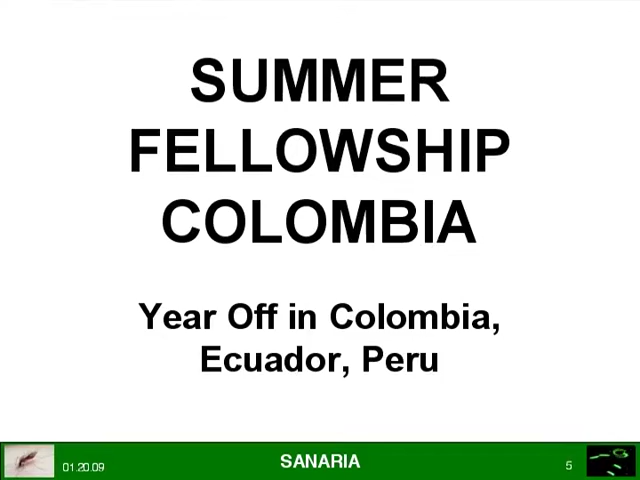 SUMMER
FELLOWSHIP
COLOMBIA
Year Off in Colombia,
Ecuador, Peru
01.20.09
SANARIA
5